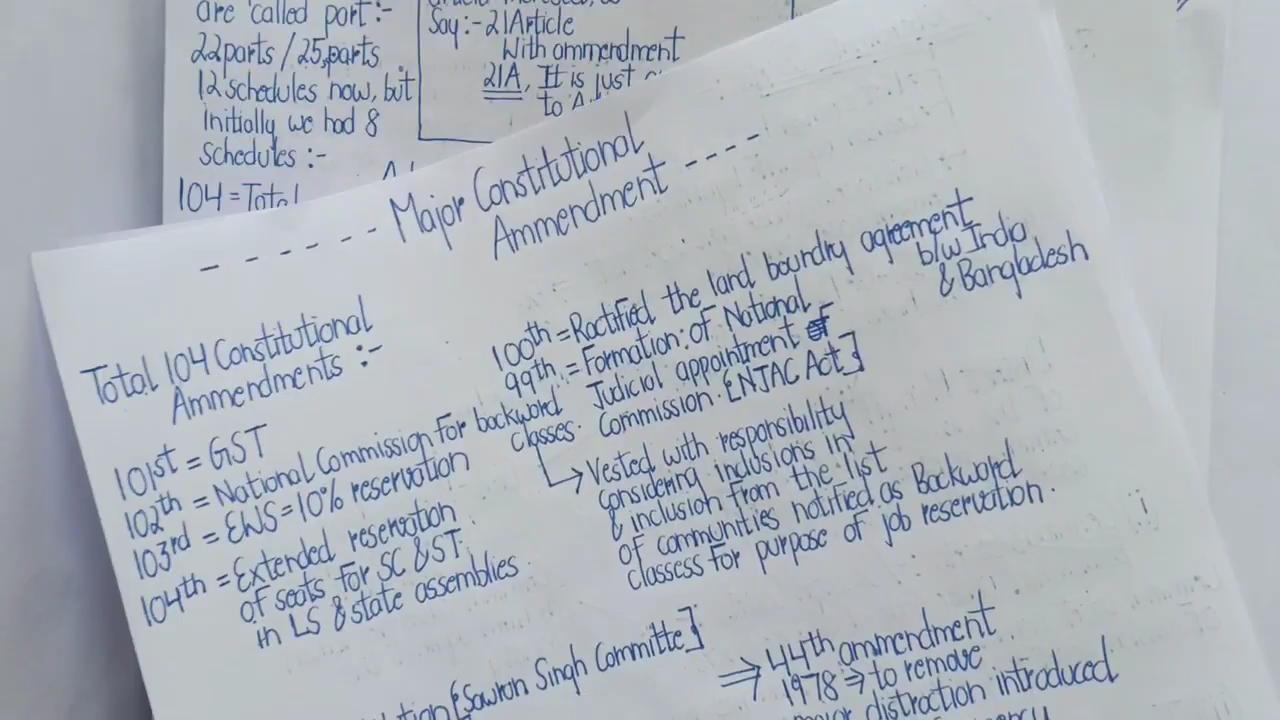 are called part :-
22parts / 25,parts
12 schedules now, but
Initially we had 8
Schedules :-
104 = Total
Say :- 21Article
With ommendment
21A, It is just
to
----- Major Constitutional
Ammendment ----
Total 104 Constitutional
Ammendments :-
101st = GST
102th = National Commission for backword
classes.
103rd = EWS = 10% reservation
104th = Extended reservation
of seats for SC & ST
in LS & state assemblies.
100th = Ractified the land boundry agreement
b/w India
& Bangladesh
99th = Formation: of National
Judicial appointment
Commission. [NJAC Act]
→ Vested with responsibility
considering inclusions in
& inclusion from the list
of communities notified as Backword
classess for purpose of job reservation.
[Sawron Singh Committe]
⇒ 44th ammendment
1978 ⇒ to remove
distraction introduced